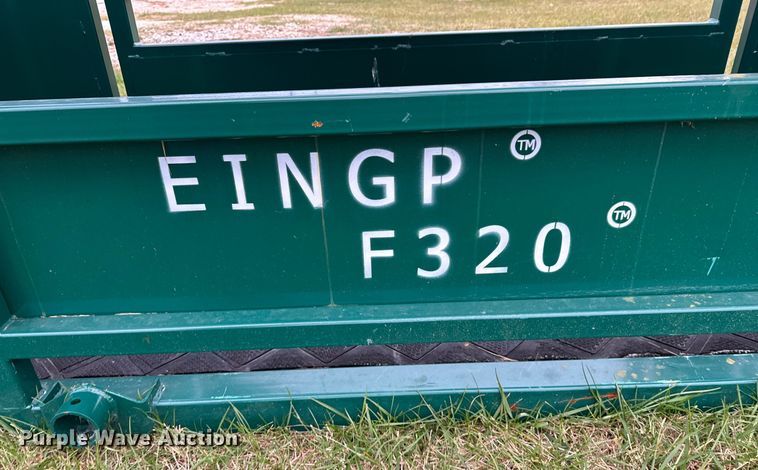 EINGP TM
F320 TM
Purple Wave Auction